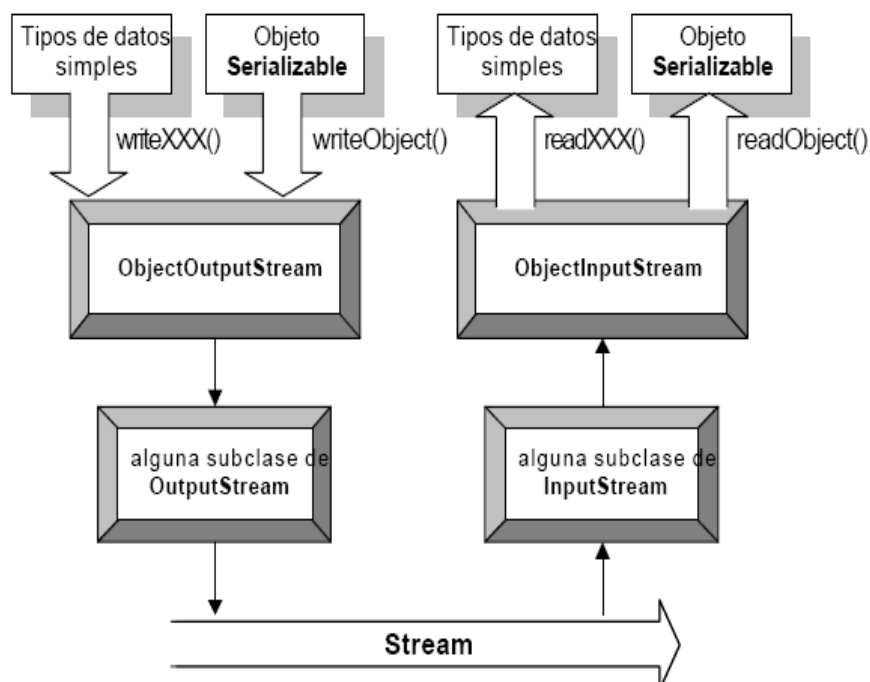 Tipos de datos
simples
Objeto
Serializable
Tipos de datos
simples
Objeto
Serializable
writeXXX()
writeObject()
readXXX()
readObject()
ObjectOutputStream
ObjectInputStream
alguna subclase de
OutputStream
alguna subclase de
InputStream
Stream